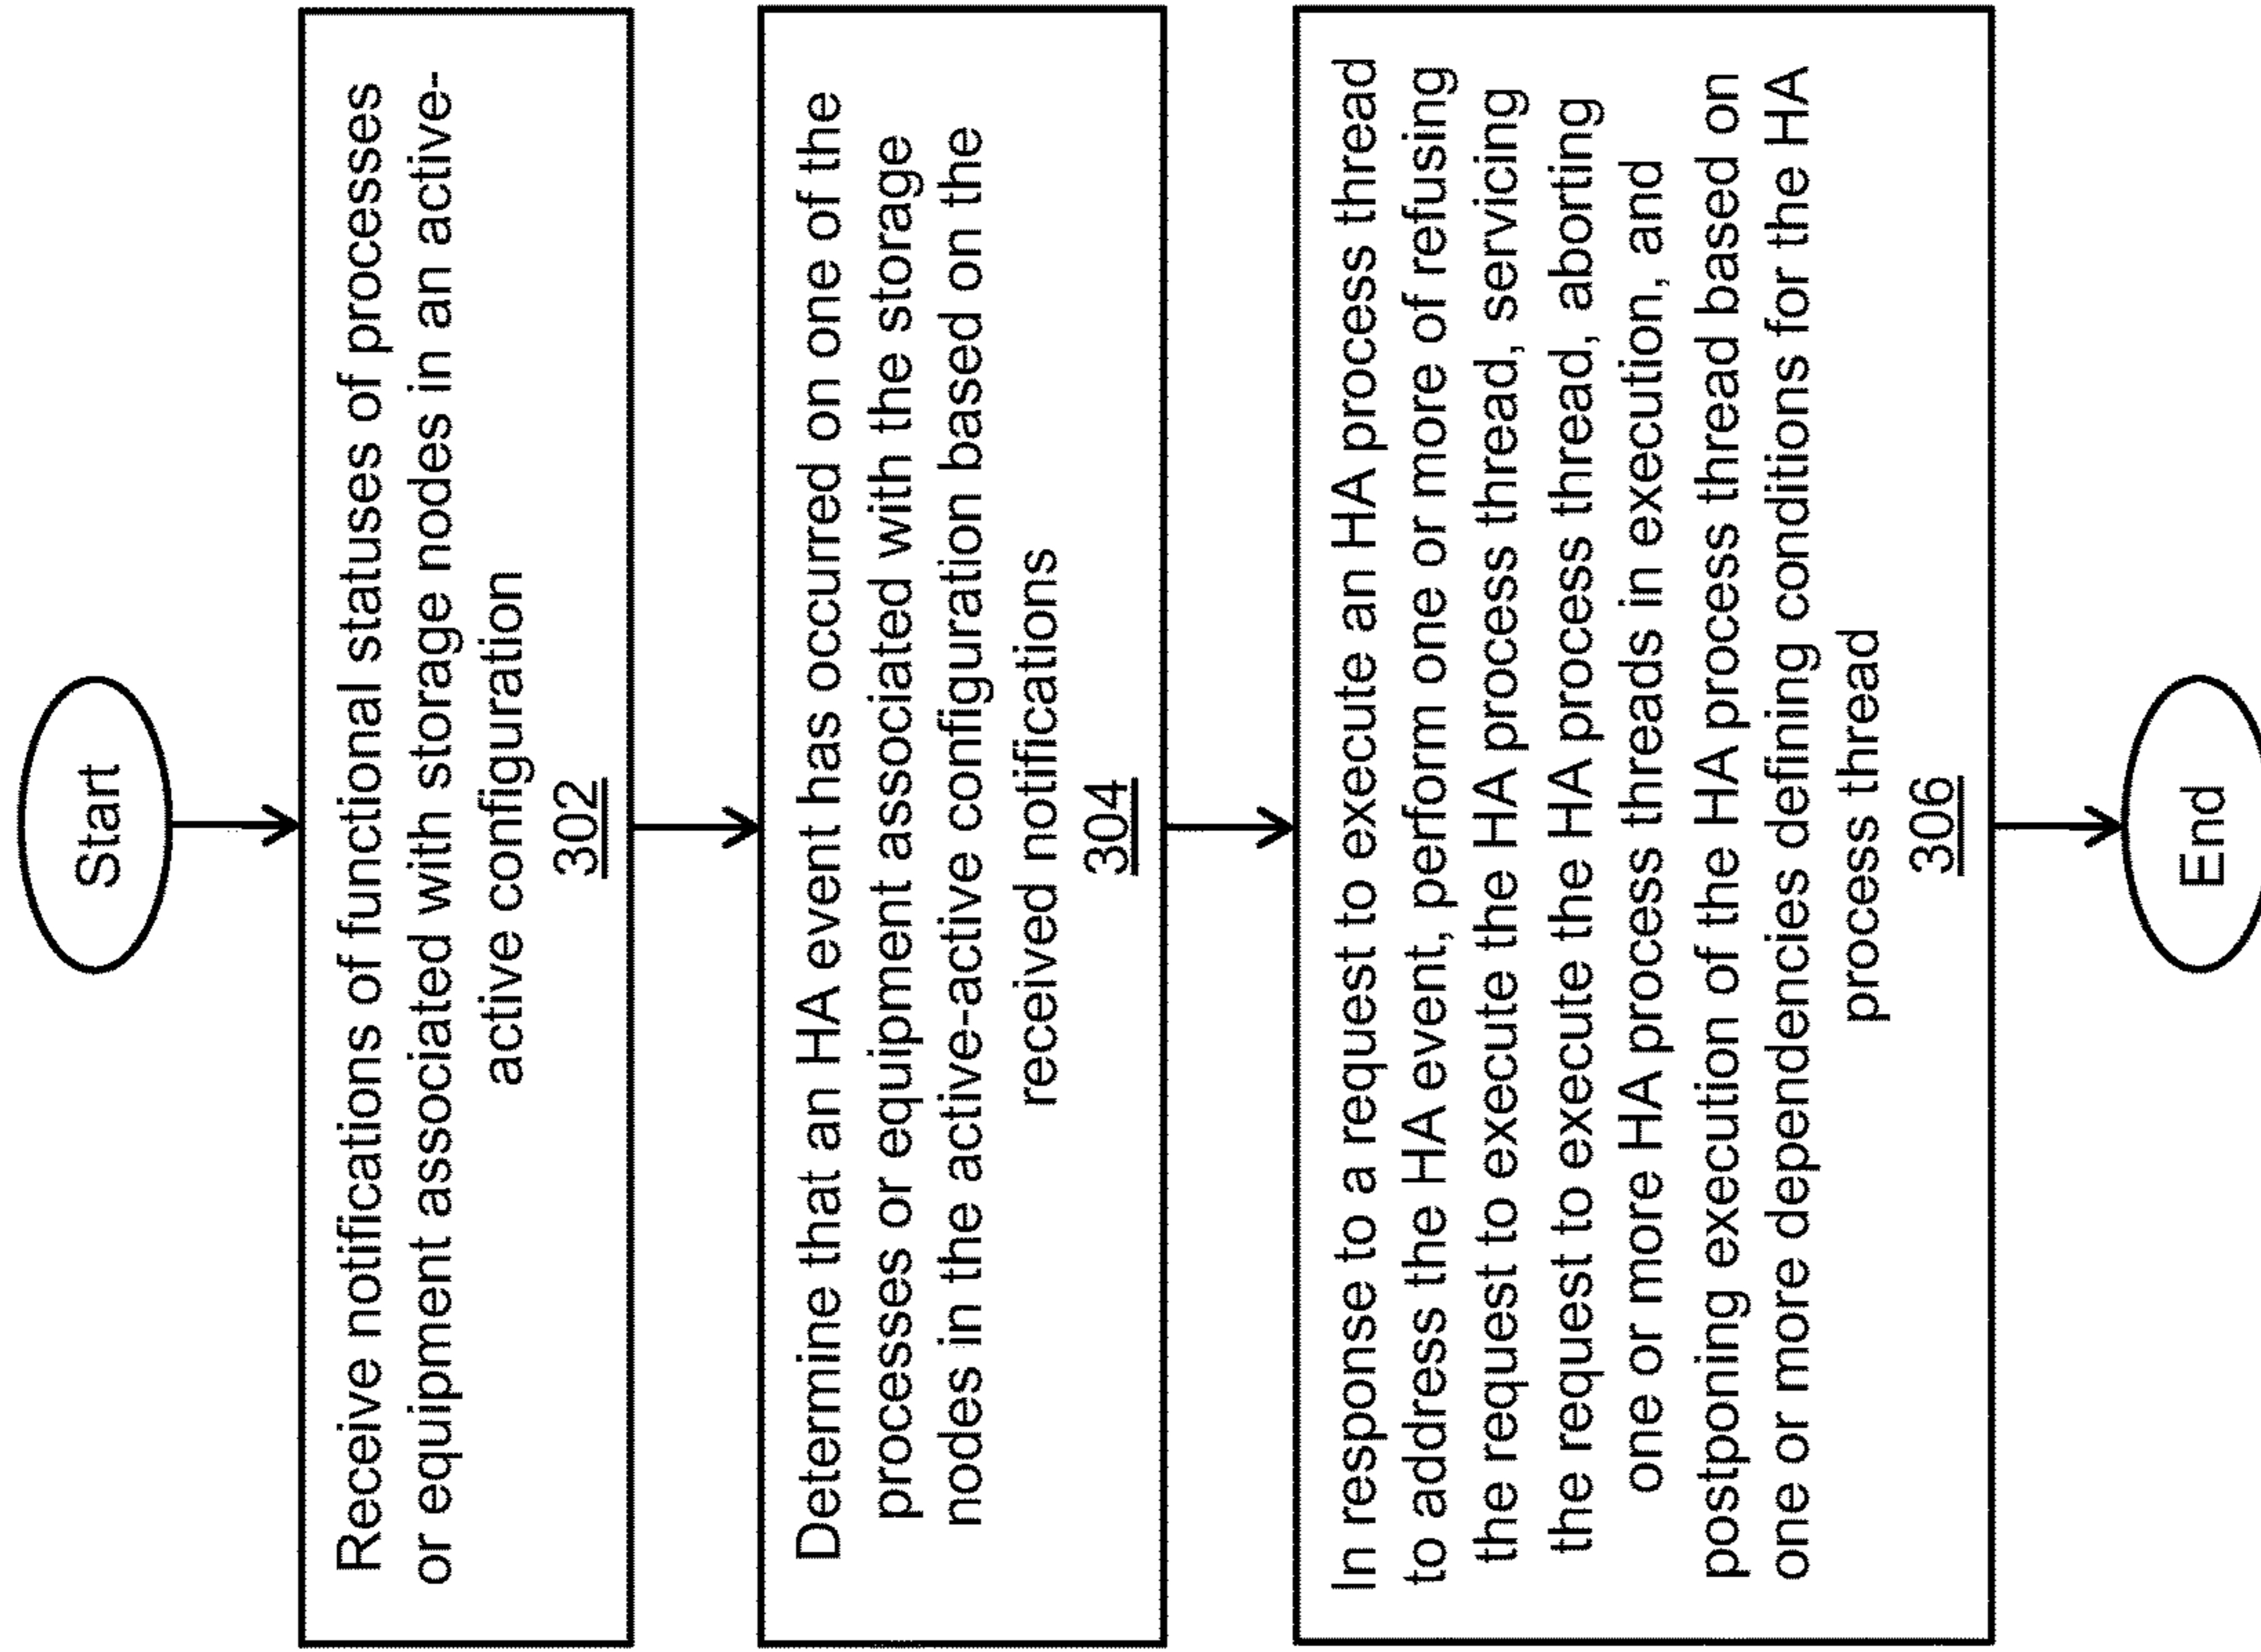 Start
Receive notifications of functional statuses of processes
or equipment associated with storage nodes in an active-
active configuration
302
Determine that an HA event has occurred on one of the
processes or equipment associated with the storage
nodes in the active-active configuration based on the
received notifications
304
In response to a request to execute an HA process thread
to address the HA event, perform one or more of refusing
the request to execute the HA process thread, servicing
the request to execute the HA process thread, aborting
one or more HA process threads in execution, and
postponing execution of the HA process thread based on
one or more dependencies defining conditions for the HA
process thread
306
End